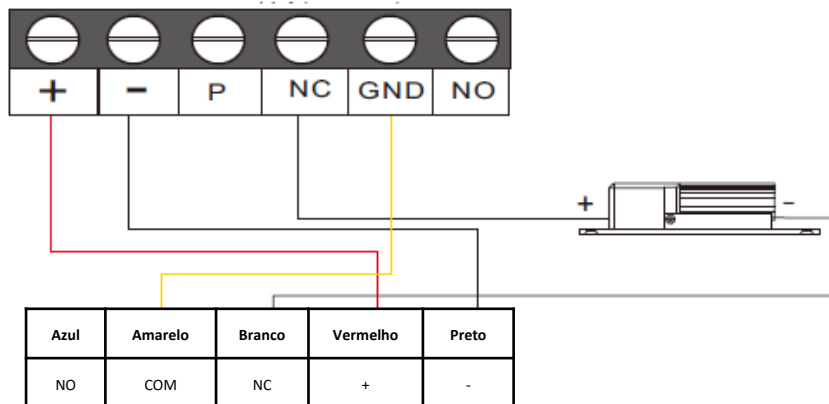 + - P NC GND NO
+ -
Azul Amarelo Branco Vermelho Preto
NO COM NC + -